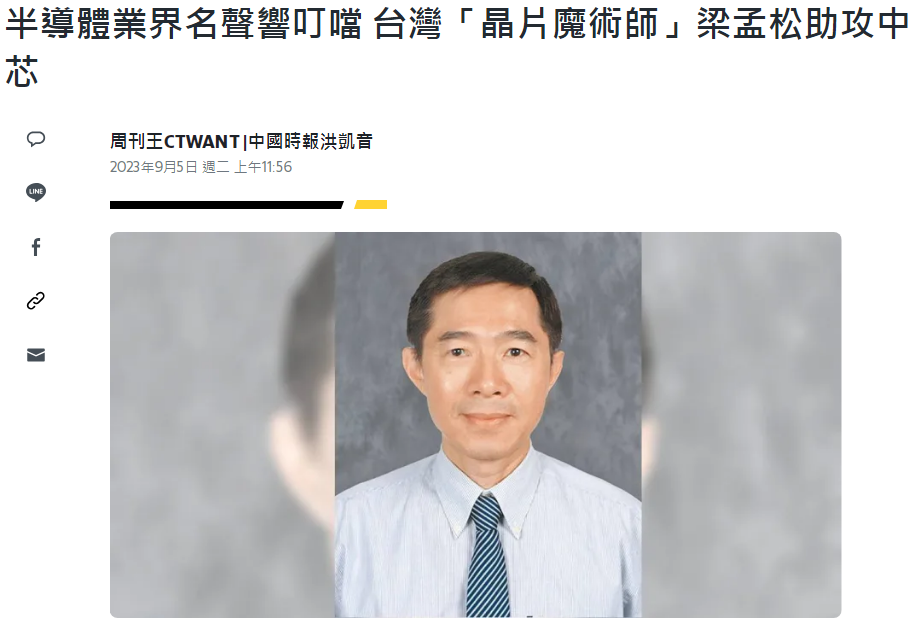 半導體業界名聲響叮噹 台灣「晶片魔術師」梁孟松助攻中
芯
周刊王CTWANT|中國時報洪凱音
2023年9月5日 週二 上午11:56
LINE